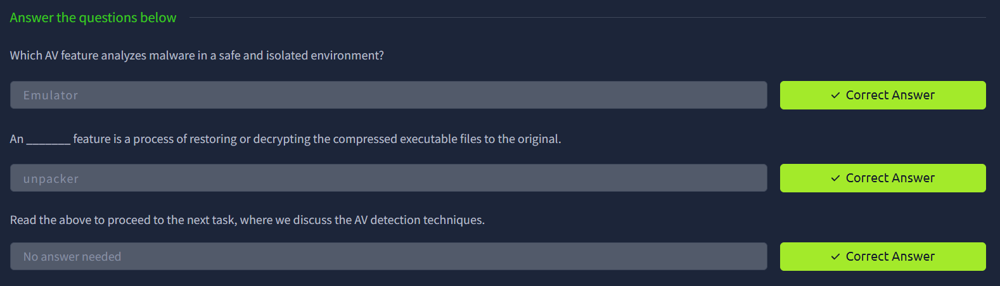 Answer the questions below
Which AV feature analyzes malware in a safe and isolated environment?
Emulator
✓ Correct Answer
An _______ feature is a process of restoring or decrypting the compressed executable files to the original.
unpacker
✓ Correct Answer
Read the above to proceed to the next task, where we discuss the AV detection techniques.
No answer needed
✓ Correct Answer